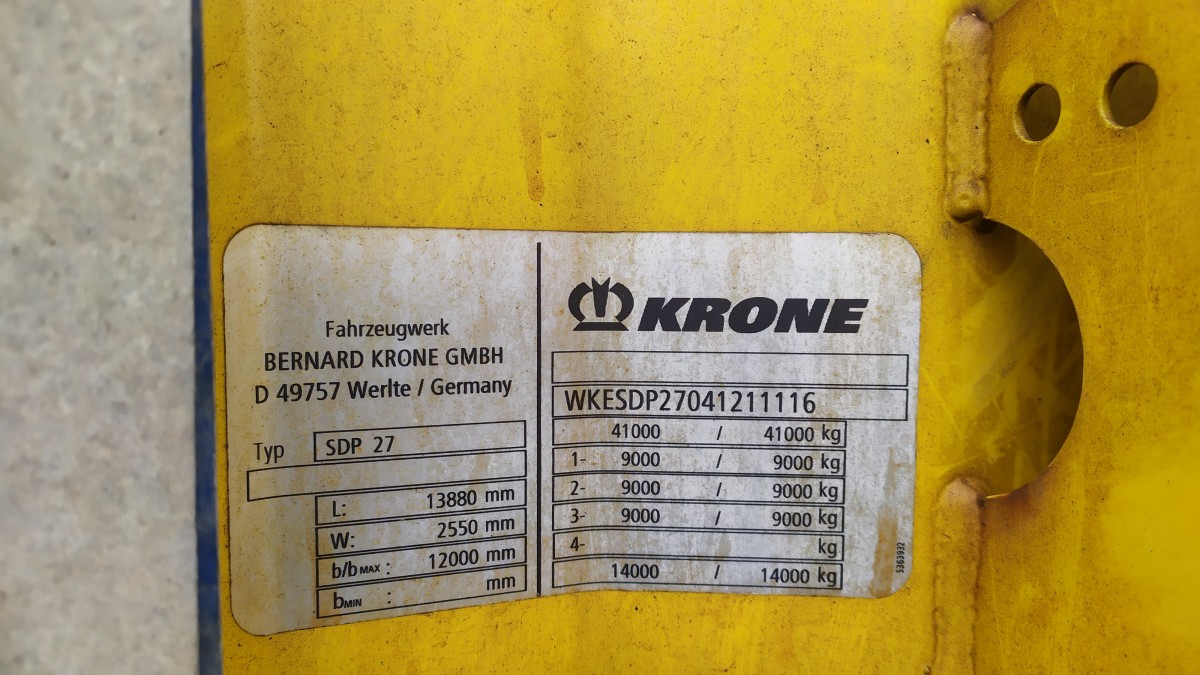 Fahrzeugwerk
BERNARD KRONE GMBH
D 49757 Werlte / Germany
Typ SDP 27
L: 13880 mm
W: 2550 mm
b/b MAX : 12000 mm
bMIN : mm
KRONE
WKESDP27041211116
41000 / 41000 kg
1- 9000 / 9000 kg
2- 9000 / 9000 kg
3- 9000 / 9000 kg
4- kg
14000 / 14000 kg
5363932